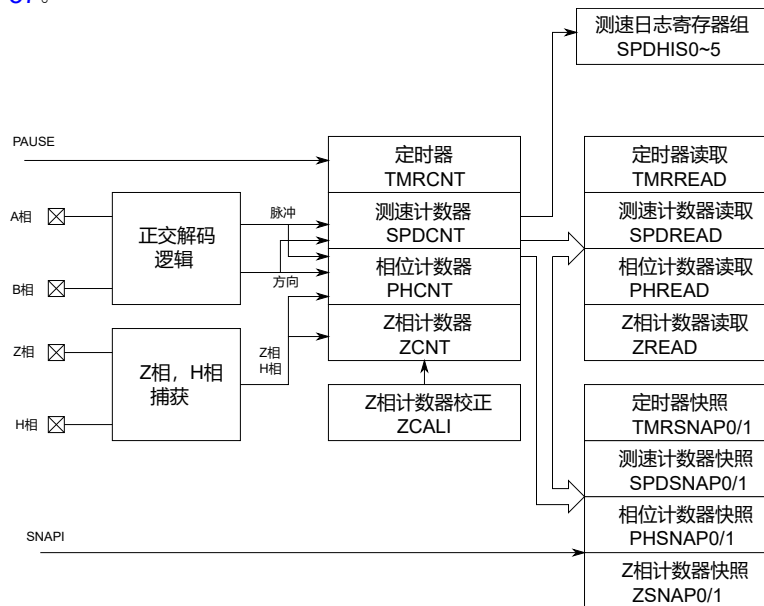 37。
测速日志寄存器组
SPDHIS0~5
PAUSE
定时器
TMRCNT
定时器读取
TMRREAD
A相
正交解码
逻辑
脉冲
测速计数器
SPDCNT
测速计数器读取
SPDREAD
B相
方向
相位计数器
PHCNT
相位计数器读取
PHREAD
Z相
Z相，H相
捕获
Z相
H相
Z相计数器
ZCNT
Z相计数器读取
ZREAD
H相
Z相计数器校正
ZCALI
定时器快照
TMRSNAP0/1
测速计数器快照
SPDSNAP0/1
SNAPI
相位计数器快照
PHSNAP0/1
Z相计数器快照
ZSNAP0/1